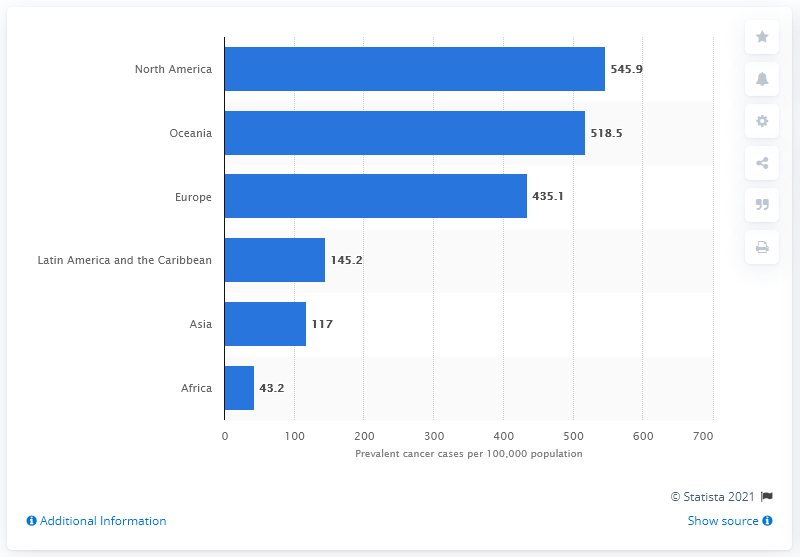 North America 545.9
Oceania 518.5
Europe 435.1
Latin America and the Caribbean 145.2
Asia 117
Africa 43.2
0 100 200 300 400 500 600 700
Prevalent cancer cases per 100,000 population
© Statista 2021
Additional Information Show source